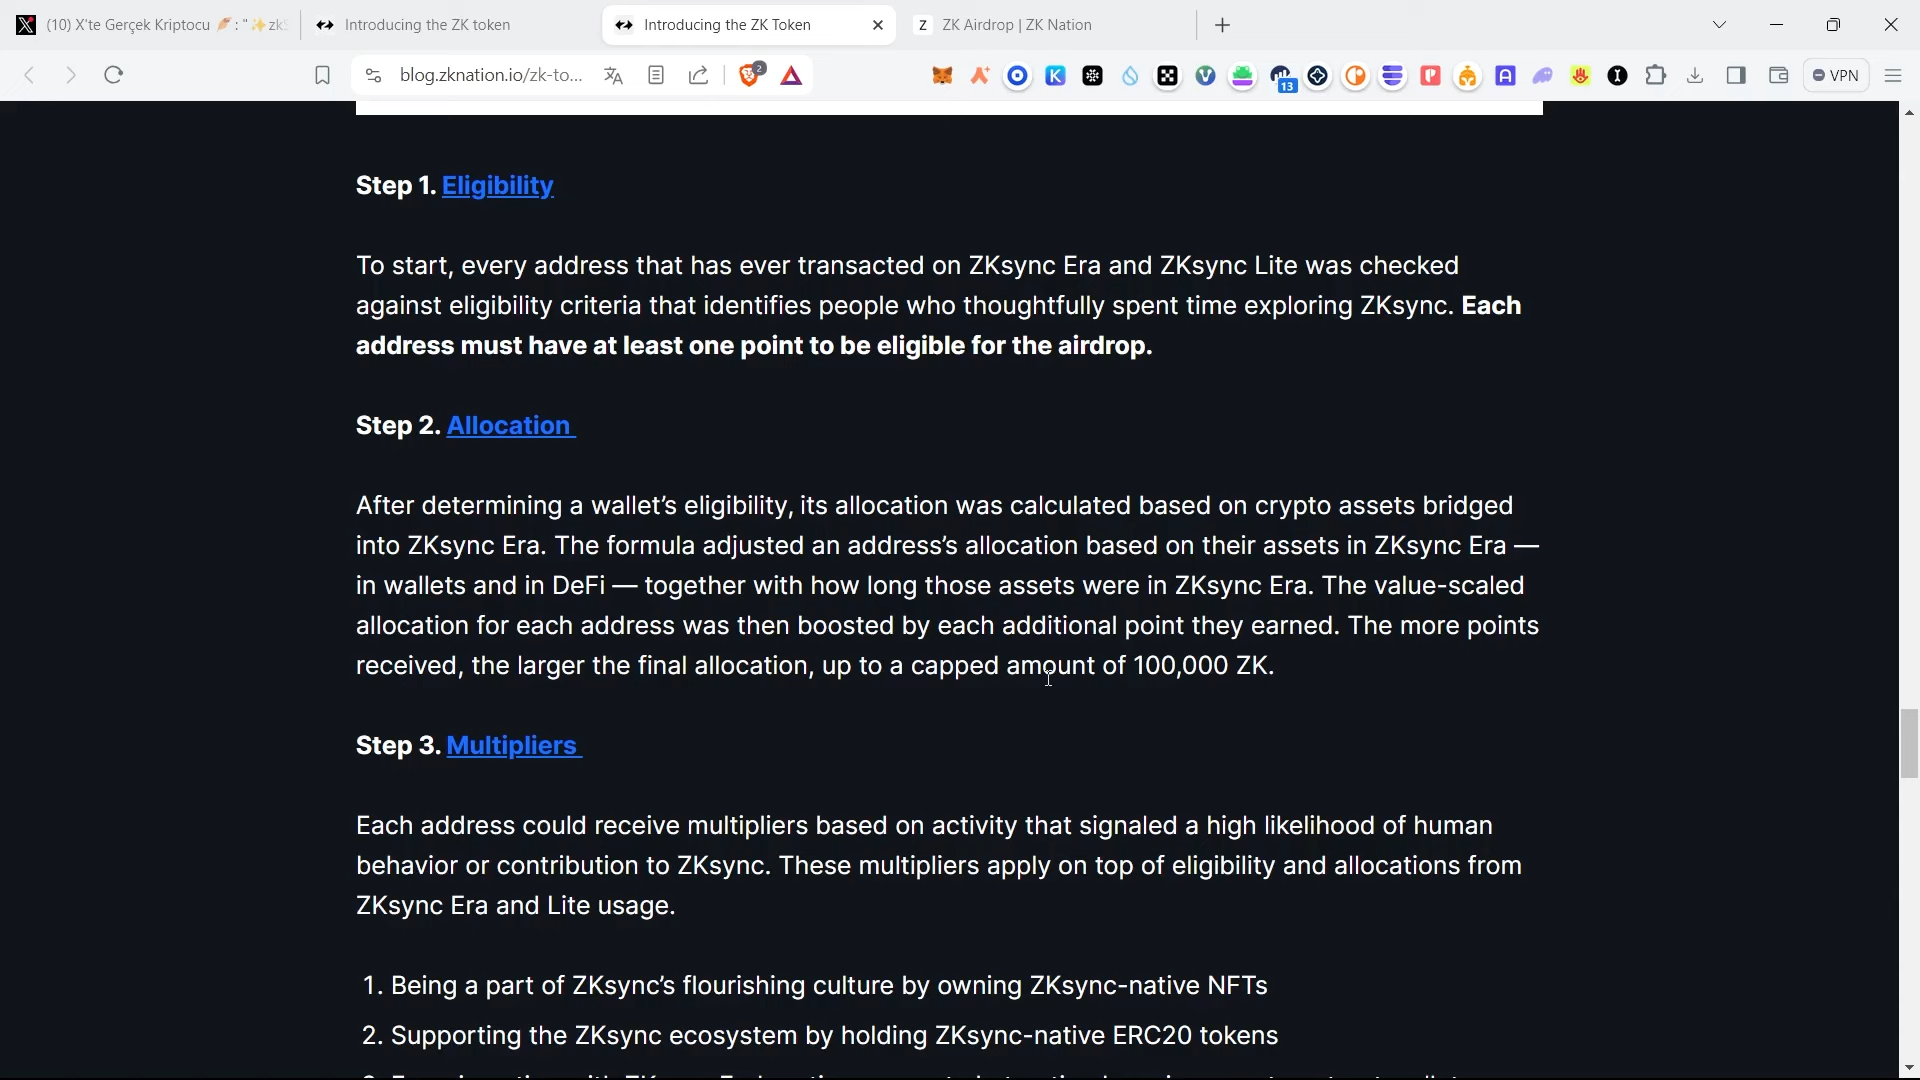 (10) X'te Gerçek Kriptocu : "✨zkS
Introducing the ZK token
Introducing the ZK Token
ZK Airdrop | ZK Nation
blog.zknation.io/zk-to...
2
13
VPN
Step 1. Eligibility
To start, every address that has ever transacted on ZKsync Era and ZKsync Lite was checked
against eligibility criteria that identifies people who thoughtfully spent time exploring ZKsync. Each
address must have at least one point to be eligible for the airdrop.
Step 2. Allocation
After determining a wallet’s eligibility, its allocation was calculated based on crypto assets bridged
into ZKsync Era. The formula adjusted an address’s allocation based on their assets in ZKsync Era —
in wallets and in DeFi — together with how long those assets were in ZKsync Era. The value-scaled
allocation for each address was then boosted by each additional point they earned. The more points
received, the larger the final allocation, up to a capped amount of 100,000 ZK.
Step 3. Multipliers
Each address could receive multipliers based on activity that signaled a high likelihood of human
behavior or contribution to ZKsync. These multipliers apply on top of eligibility and allocations from
ZKsync Era and Lite usage.
1. Being a part of ZKsync’s flourishing culture by owning ZKsync-native NFTs
2. Supporting the ZKsync ecosystem by holding ZKsync-native ERC20 tokens